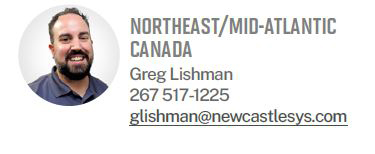 NORTHEAST/MID-ATLANTIC
CANADA
Greg Lishman
267 517-1225
glishman@newcastlesys.com